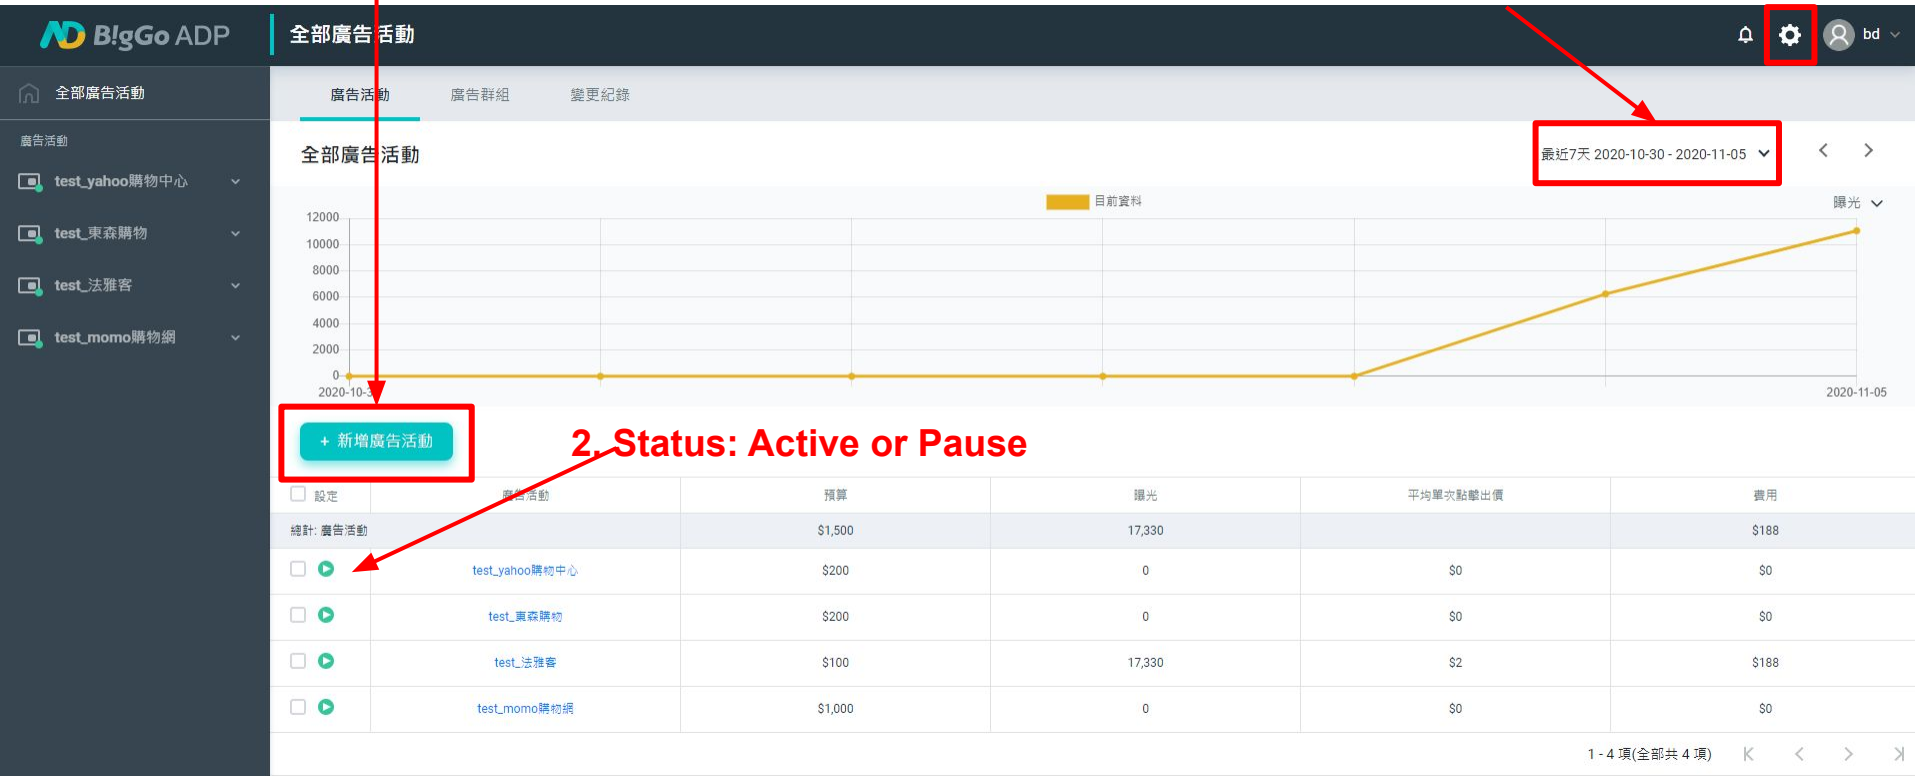 B!gGo ADP
全部廣告活動
bd
全部廣告活動
廣告活動
test_yahoo購物中心
test_東森購物
test_法雅客
test_momo購物網
廣告活動 廣告群組 變更紀錄
全部廣告活動
最近7天 2020-10-30 - 2020-11-05
目前資料
曝光
12000
10000
8000
6000
4000
2000
0
2020-10-3
2020-11-05
+ 新增廣告活動
2. Status: Active or Pause
設定 廣告活動 預算 曝光 平均單次點擊出價 費用
總計: 廣告活動 $1,500 17,330 $188
test_yahoo購物中心 $200 0 $0 $0
test_東森購物 $200 0 $0 $0
test_法雅客 $100 17,330 $2 $188
test_momo購物網 $1,000 0 $0 $0
1 - 4 項(全部共 4 項)